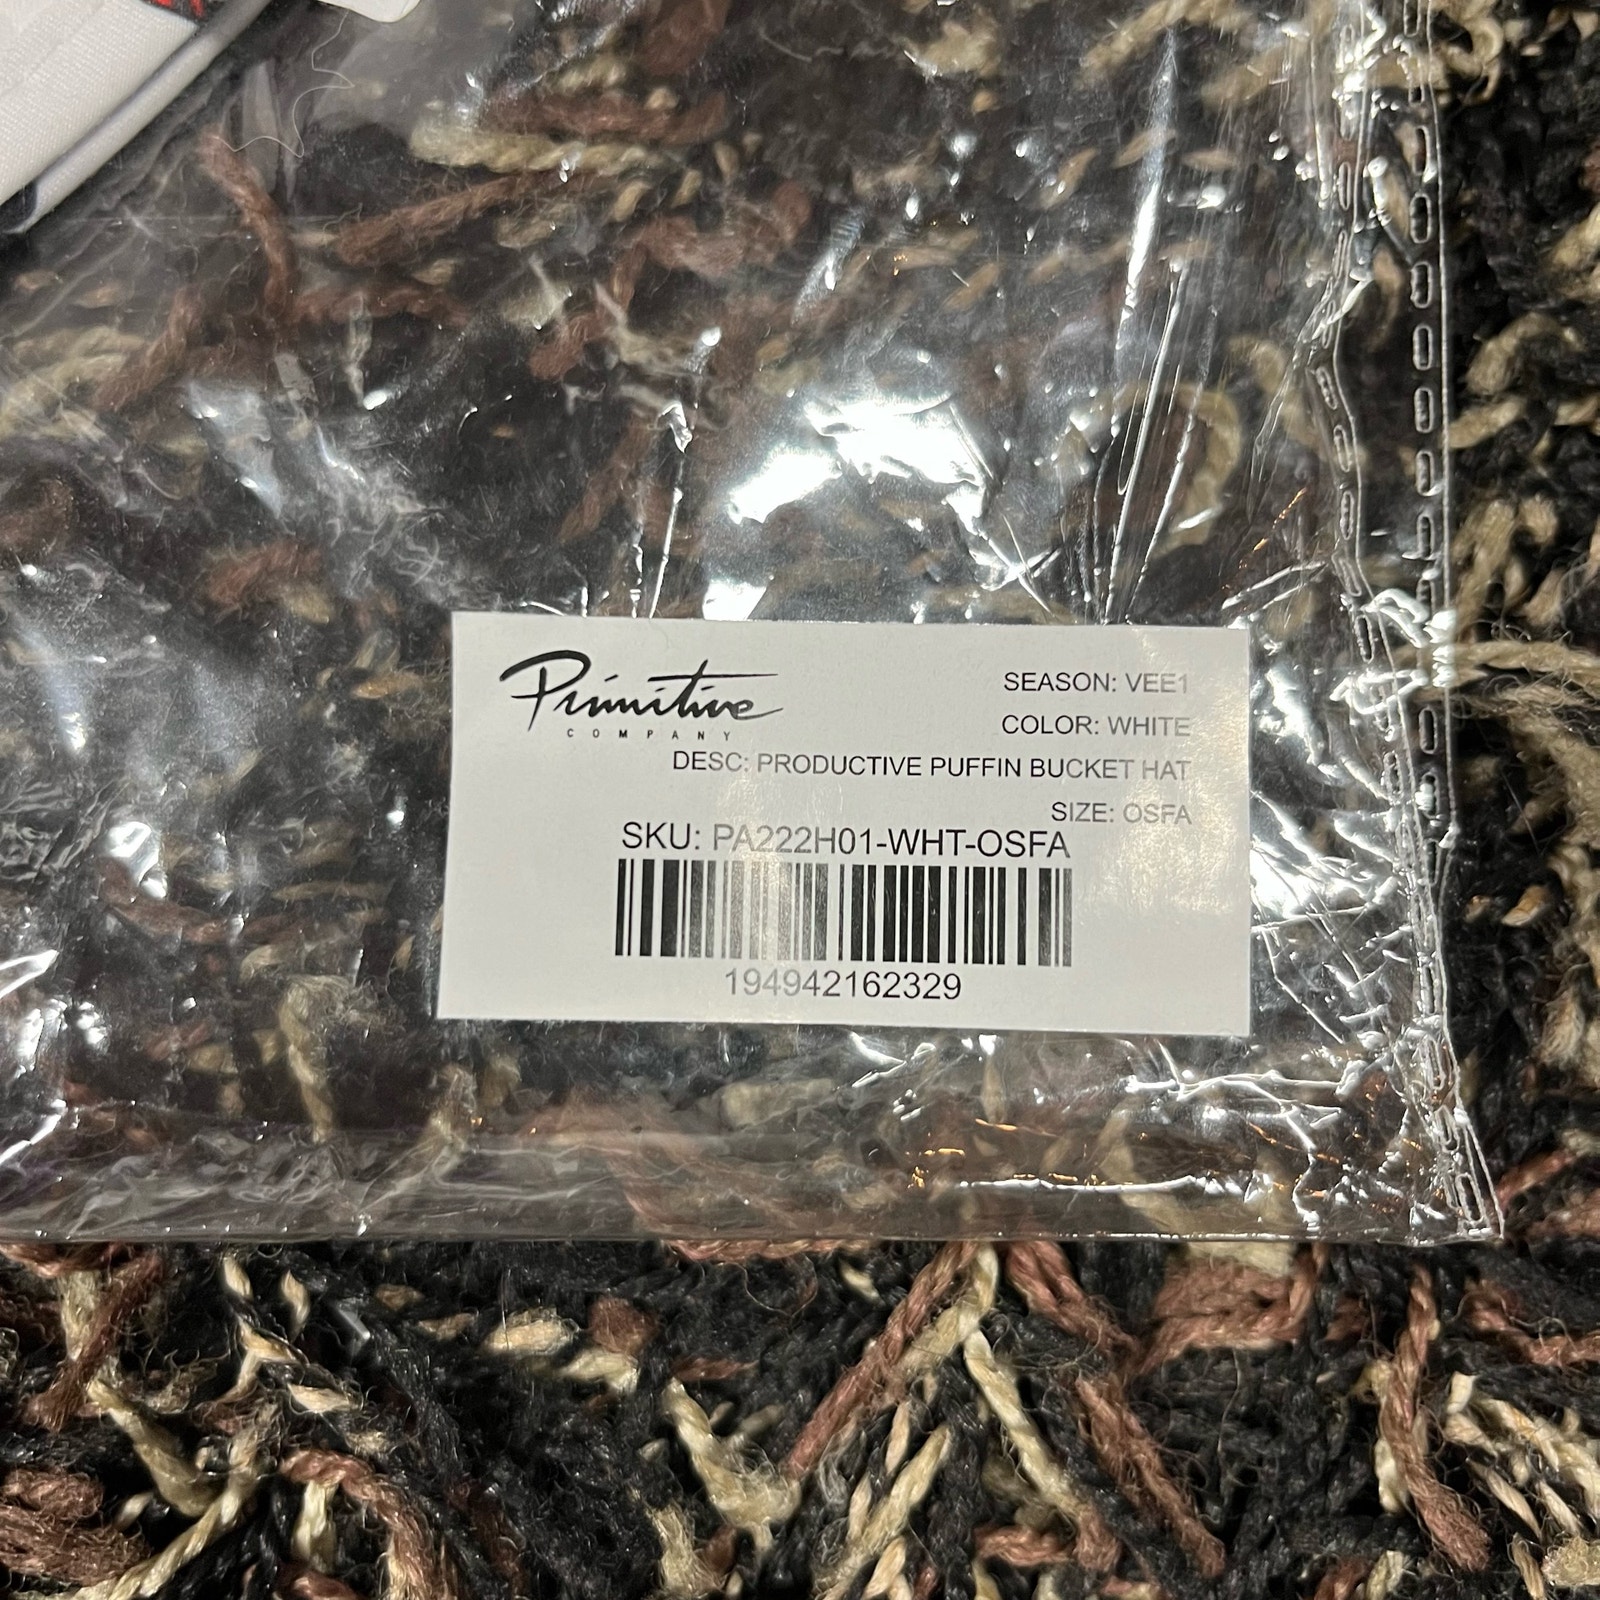 Primitive
COMPANY
SEASON: VEE1
COLOR: WHITE
DESC: PRODUCTIVE PUFFIN BUCKET HAT
SIZE: OSFA
SKU: PA222H01-WHT-OSFA
194942162329